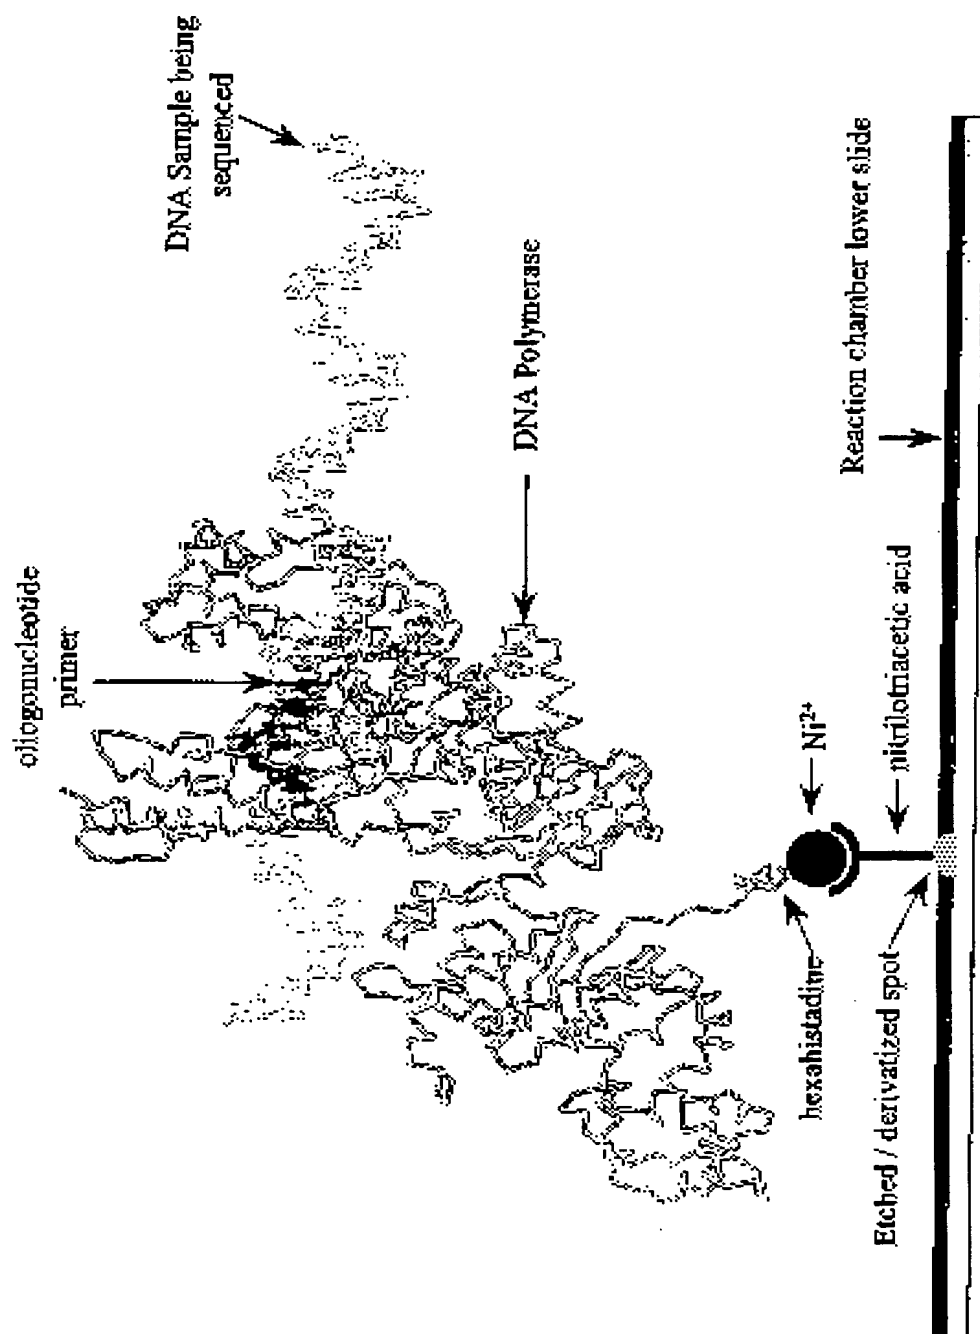 DNA Sample being
sequenced
oligonucleotide
primer
DNA Polymerase
Ni2+
hexahistadine
nitrilotriacetic acid
Etched / derivatized spot
Reaction chamber lower slide